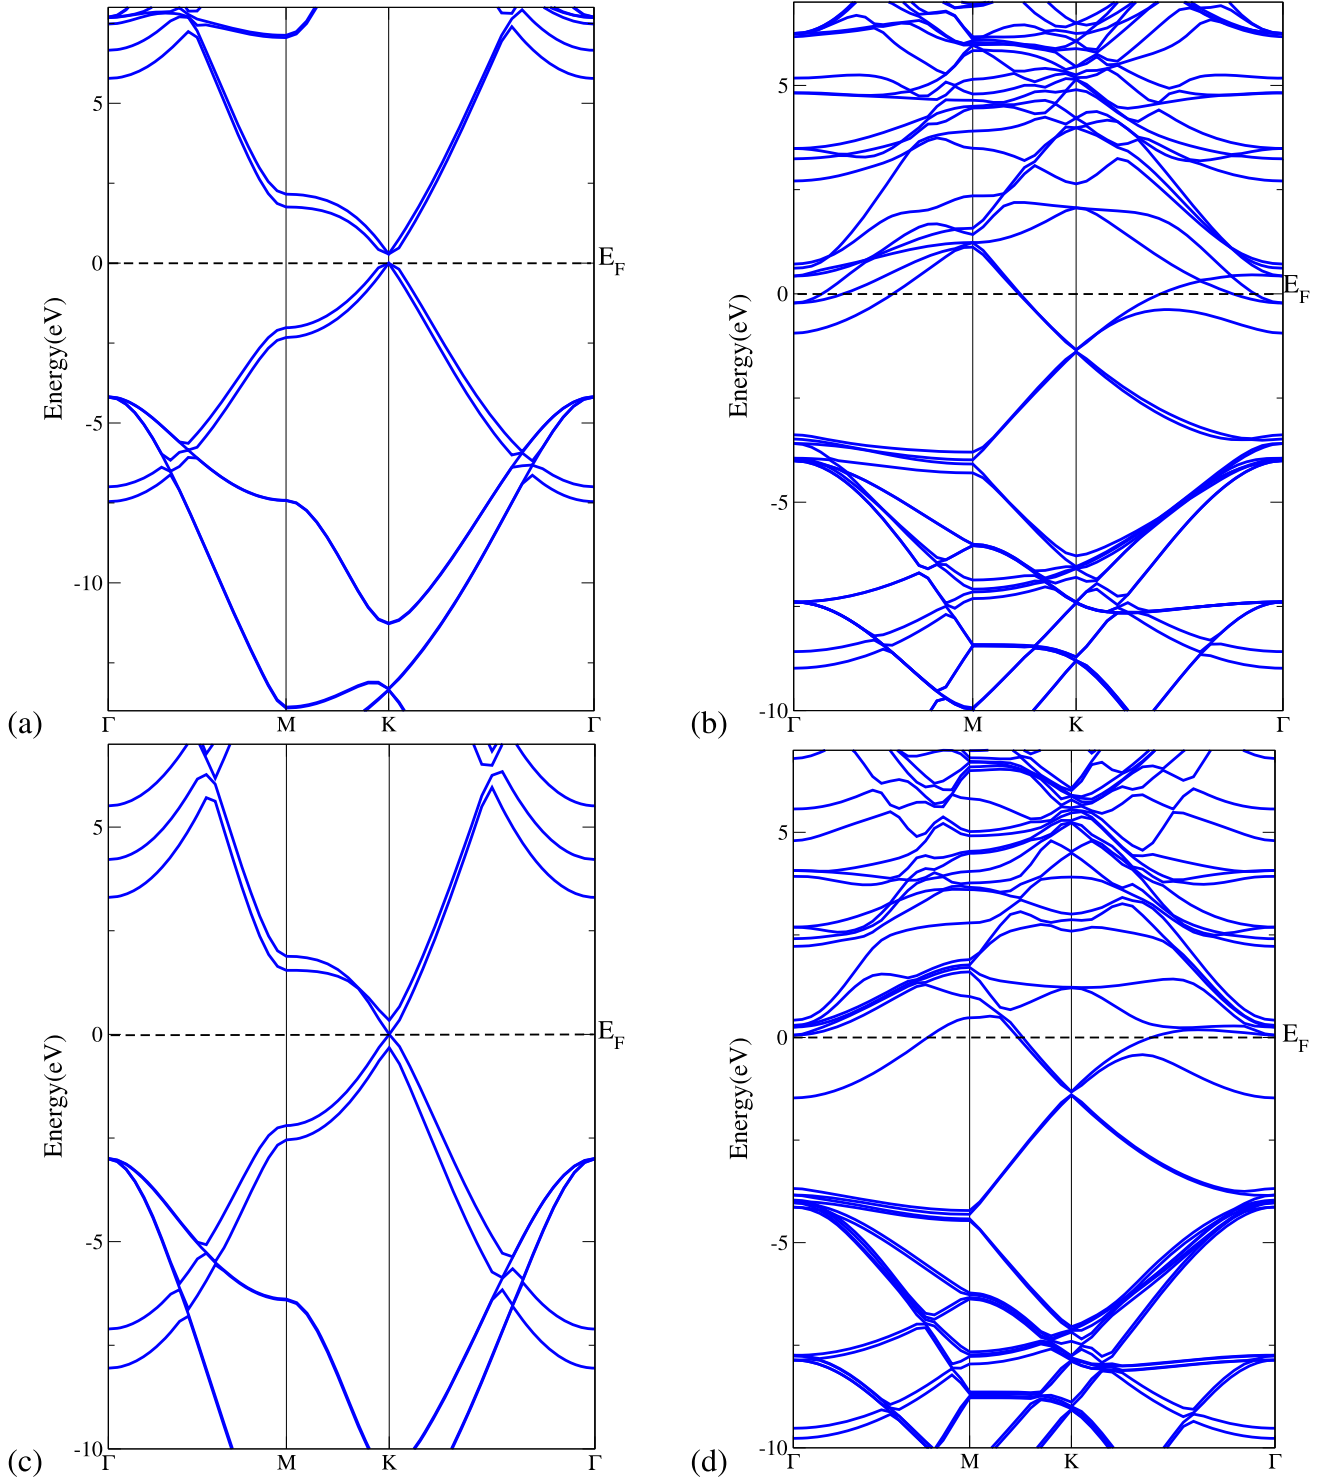 5
0
-5
-10
Energy(eV)
E_F
Γ M K Γ
(a)
5
0
-5
-10
Energy(eV)
E_F
Γ M K Γ
(b)
5
0
-5
-10
Energy(eV)
E_F
Γ M K Γ
(c)
5
0
-5
-10
Energy(eV)
E_F
Γ M K Γ
(d)